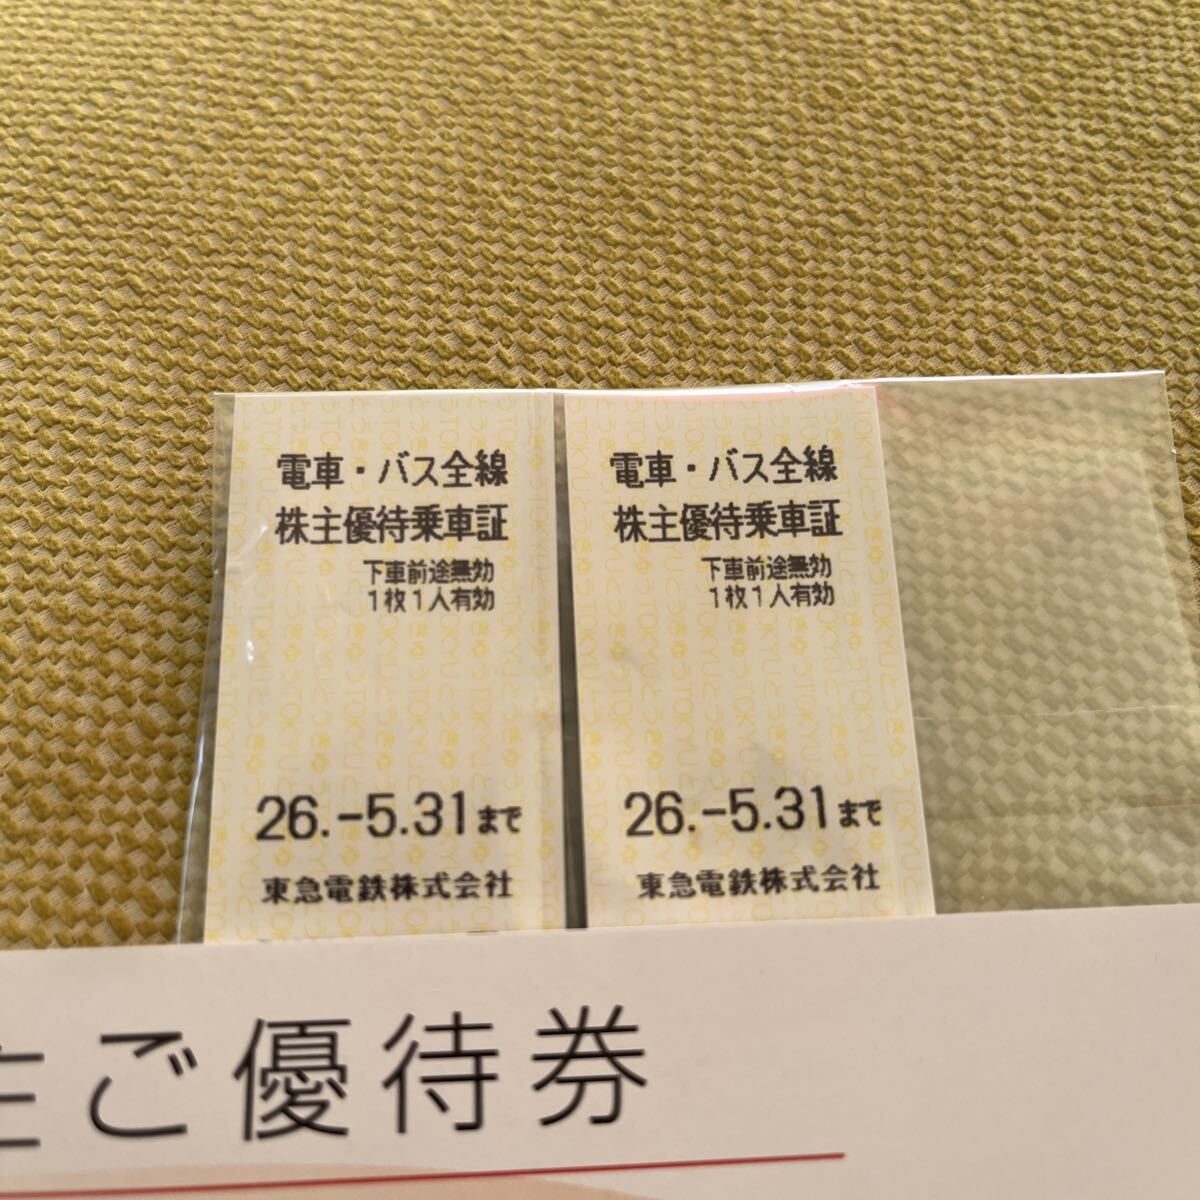 電車・バス全線
株主優待乗車証
下車前途無効
1枚1人有効
26.-5.31まで
東急電鉄株式会社
電車・バス全線
株主優待乗車証
下車前途無効
1枚1人有効
26.-5.31まで
東急電鉄株式会社
主ご優待券